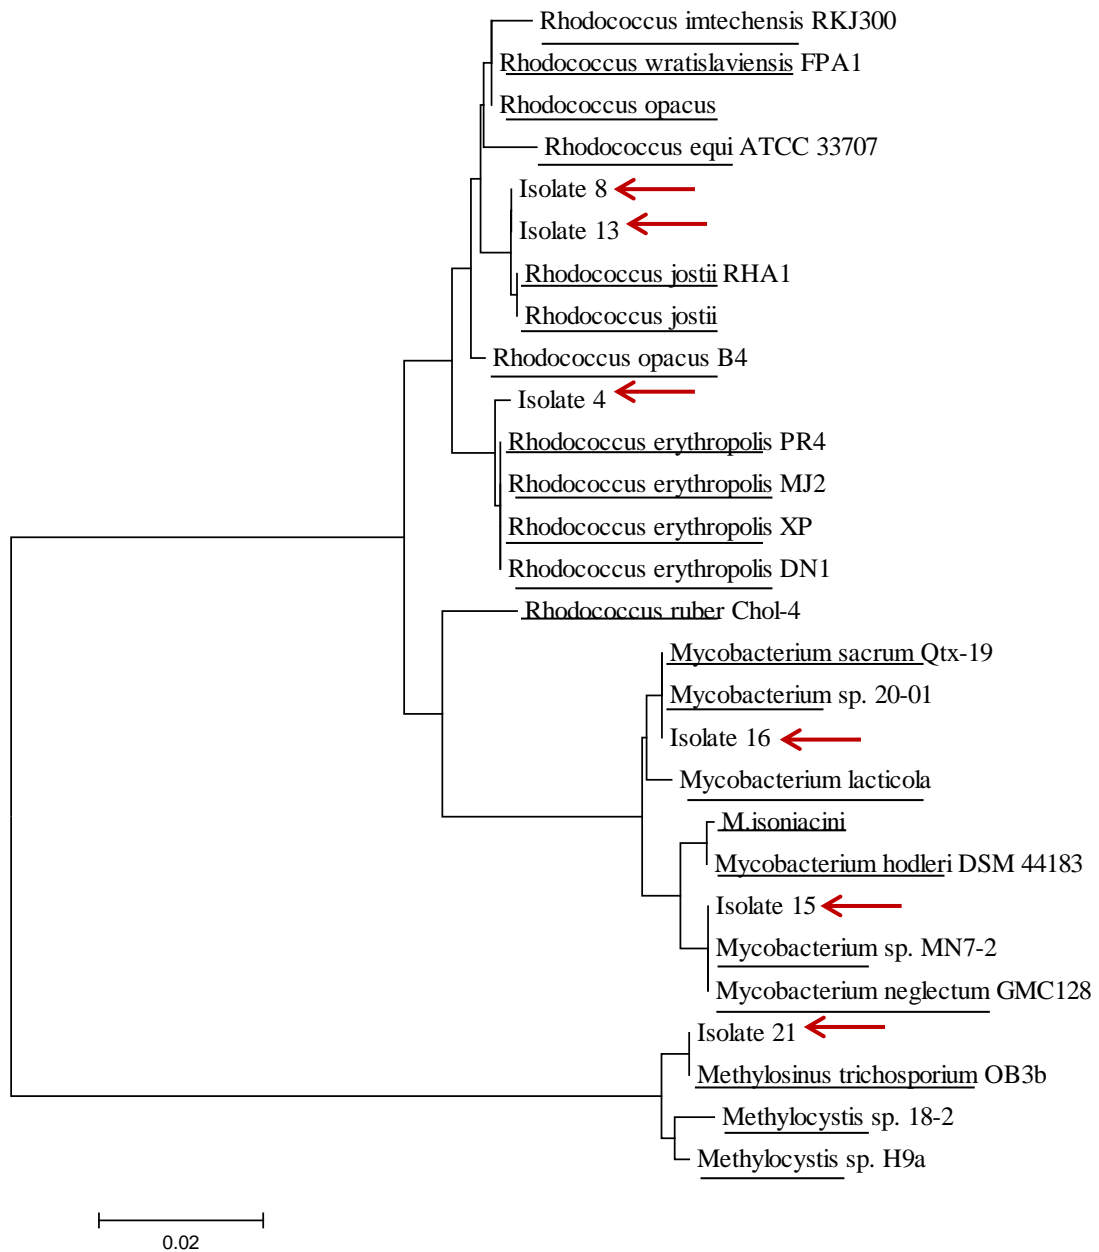 Rhodococcus imtechensis RKJ300
Rhodococcus wratislaviensis FPA1
Rhodococcus opacus
Rhodococcus equi ATCC 33707
Isolate 8
Isolate 13
Rhodococcus jostii RHA1
Rhodococcus jostii
Rhodococcus opacus B4
Isolate 4
Rhodococcus erythropolis PR4
Rhodococcus erythropolis MJ2
Rhodococcus erythropolis XP
Rhodococcus erythropolis DN1
Rhodococcus ruber Chol-4
Mycobacterium sacrum Qtx-19
Mycobacterium sp. 20-01
Isolate 16
Mycobacterium lacticola
M.isoniacini
Mycobacterium hodleri DSM 44183
Isolate 15
Mycobacterium sp. MN7-2
Mycobacterium neglectum GMC128
Isolate 21
Methylosinus trichosporium OB3b
Methylocystis sp. 18-2
Methylocystis sp. H9a
0.02